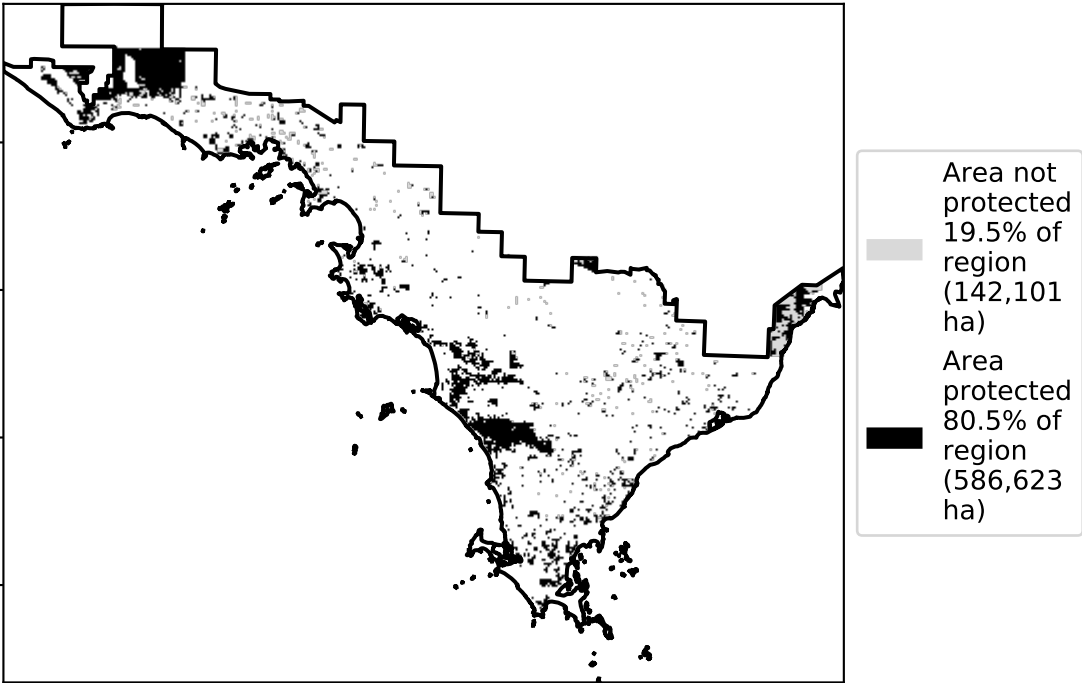 Area not
protected
19.5% of
region
(142,101
ha)
Area
protected
80.5% of
region
(586,623
ha)